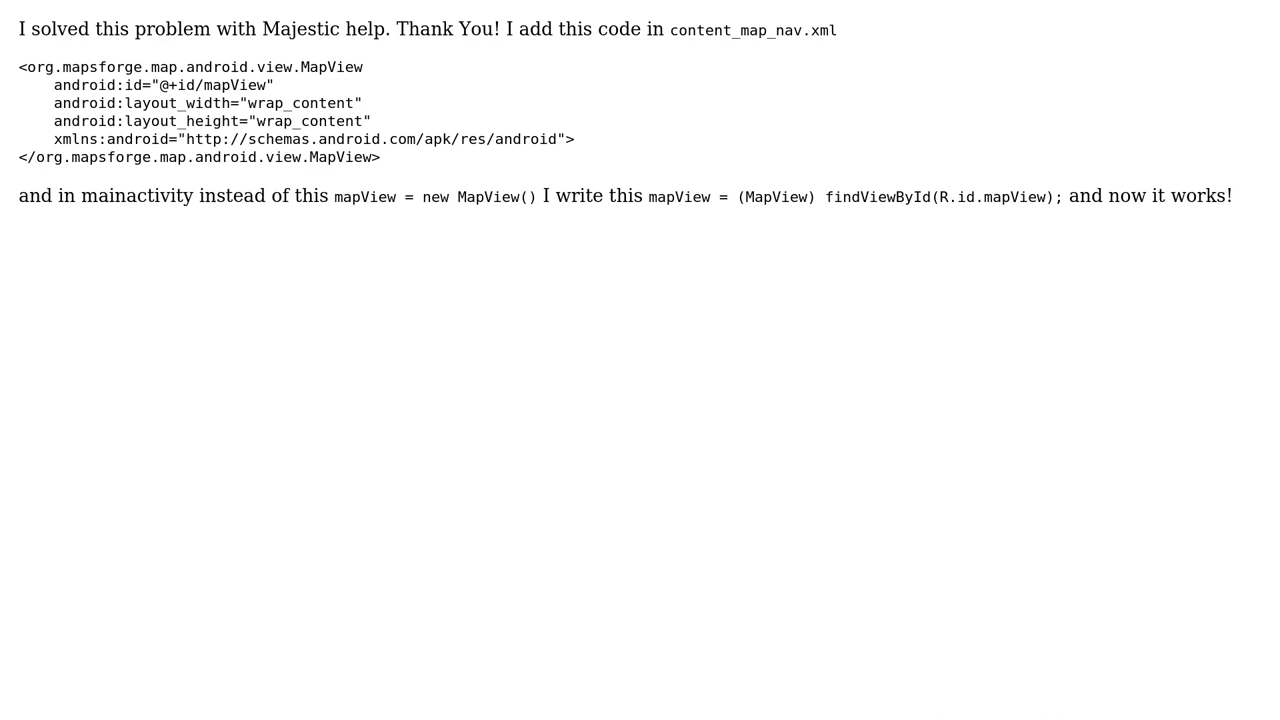 I solved this problem with Majestic help. Thank You! I add this code in content_map_nav.xml
<org.mapsforge.map.android.view.MapView
    android:id="@+id/mapView"
    android:layout_width="wrap_content"
    android:layout_height="wrap_content"
    xmlns:android="http://schemas.android.com/apk/res/android">
</org.mapsforge.map.android.view.MapView>
and in mainactivity instead of this mapView = new MapView() I write this mapView = (MapView) findViewById(R.id.mapView); and now it works!